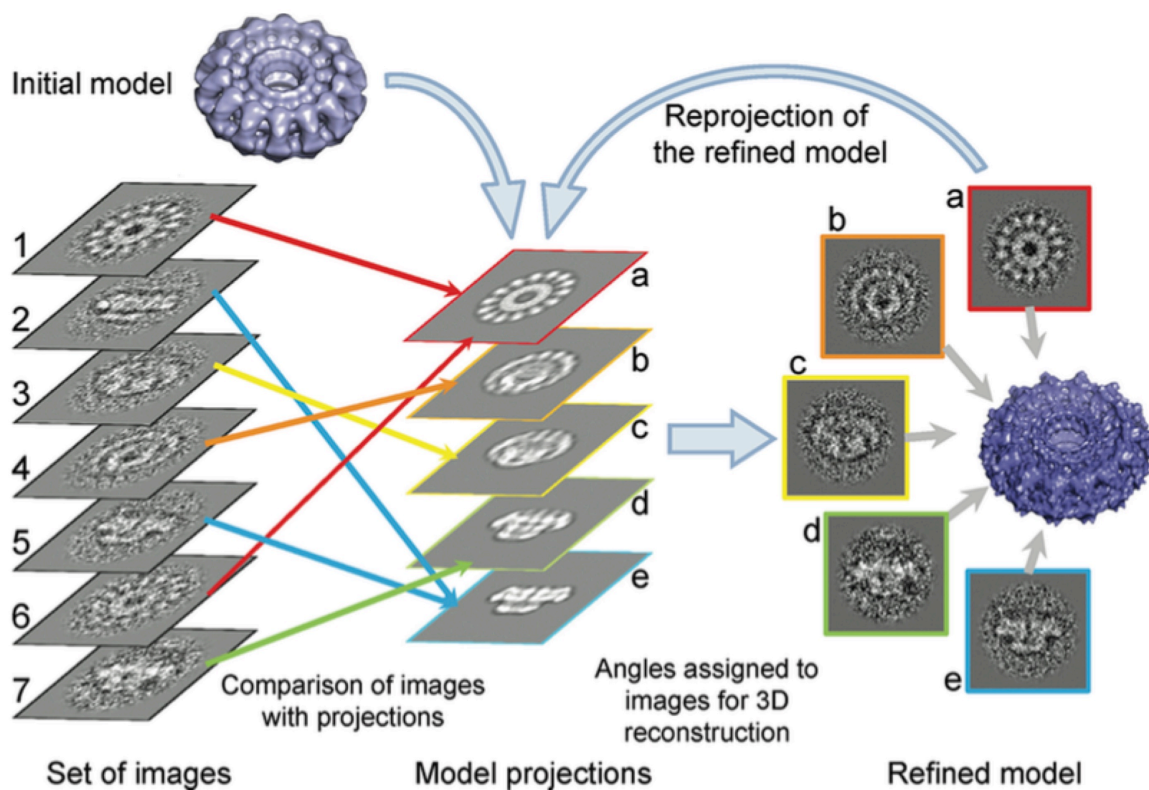 Initial model
Reprojection of
the refined model
1
2
3
4
5
6
7
a
b
c
d
e
a
b
c
d
e
Comparison of images
with projections
Angles assigned to
images for 3D
reconstruction
Set of images
Model projections
Refined model